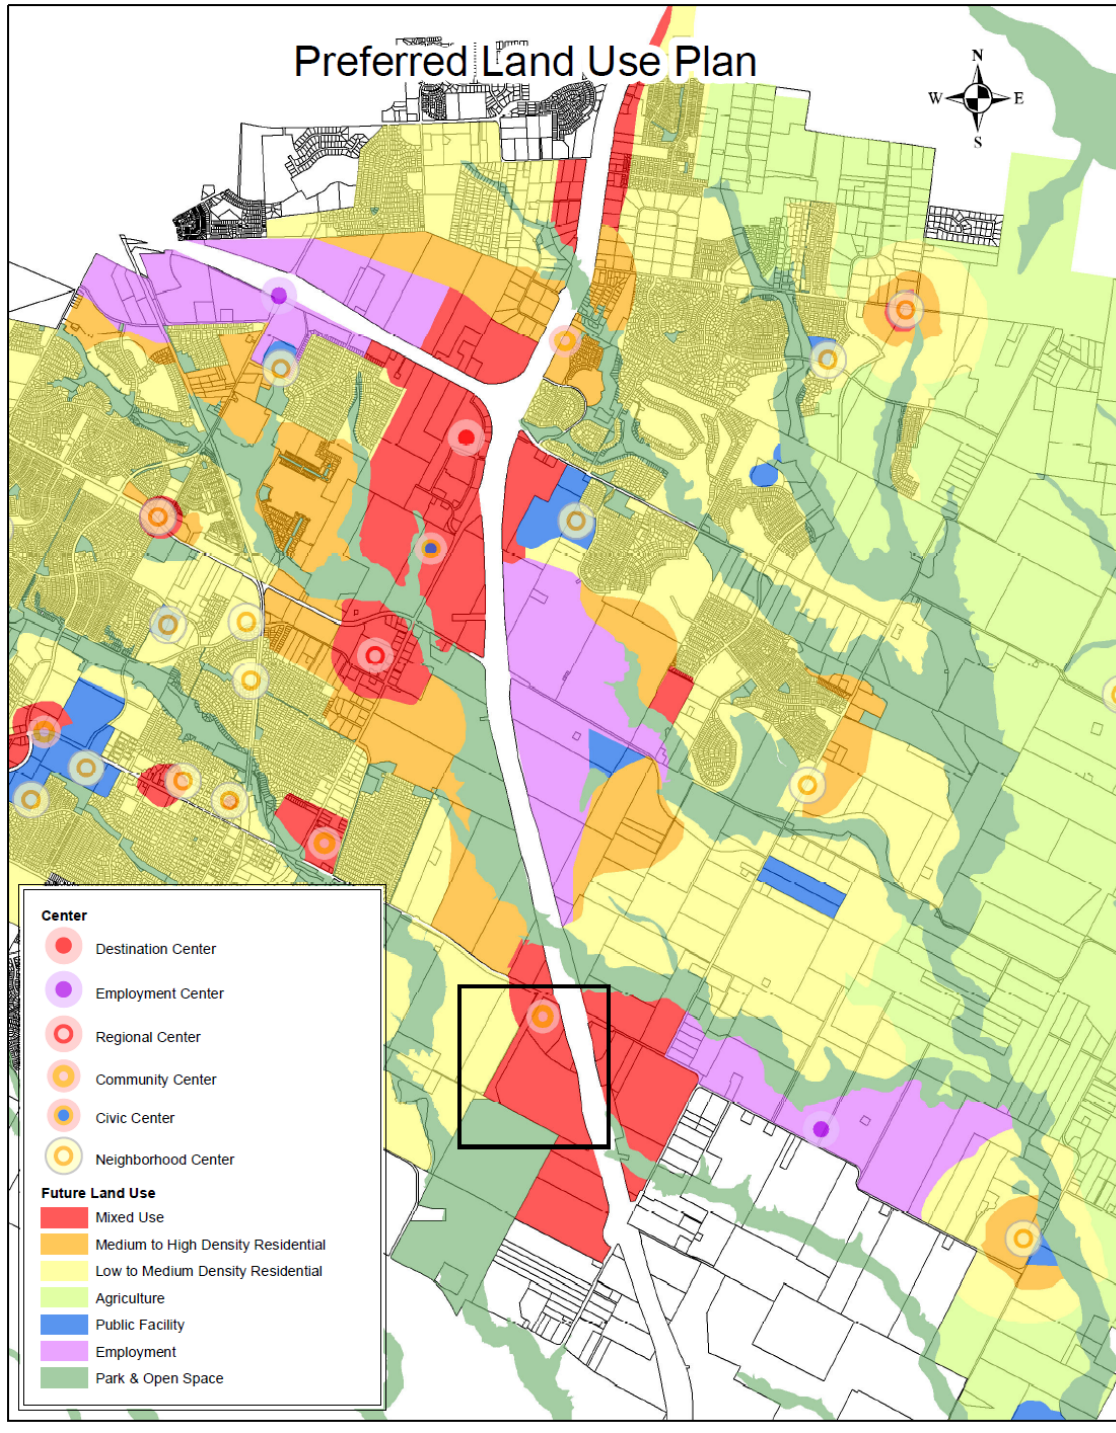 Preferred Land Use Plan
N
W E
S
Center
Destination Center
Employment Center
Regional Center
Community Center
Civic Center
Neighborhood Center
Future Land Use
Mixed Use
Medium to High Density Residential
Low to Medium Density Residential
Agriculture
Public Facility
Employment
Park & Open Space